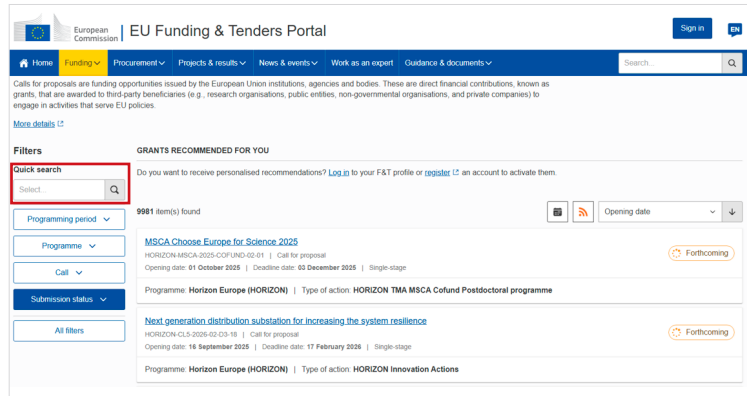 European
Commission
EU Funding & Tenders Portal
Sign in
EN
Home
Funding
Procurement
Projects & results
News & events
Work as an expert
Guidance & documents
Search...
Calls for proposals are funding opportunities issued by the European Union institutions, agencies and bodies. These are direct financial contributions, known as
grants, that are awarded to third-party beneficiaries (e.g., research organisations, public entities, non-governmental organisations, and private companies) to
engage in activities that serve EU policies.
More details
Filters
GRANTS RECOMMENDED FOR YOU
Quick search
Do you want to receive personalised recommendations? Log in to your F&T profile or register an account to activate them.
Select...
Programming period
9981 item(s) found
Opening date
Programme
Call
Submission status
All filters
MSCA Choose Europe for Science 2025
HORIZON-MSCA-2025-COFUND-02-01 | Call for proposal
Forthcoming
Opening date: 01 October 2025 | Deadline date: 03 December 2025 | Single-stage
Programme: Horizon Europe (HORIZON) | Type of action: HORIZON TMA MSCA Cofund Postdoctoral programme
Next generation distribution substation for increasing the system resilience
HORIZON-CL5-2026-02-D3-18 | Call for proposal
Forthcoming
Opening date: 16 September 2025 | Deadline date: 17 February 2026 | Single-stage
Programme: Horizon Europe (HORIZON) | Type of action: HORIZON Innovation Actions